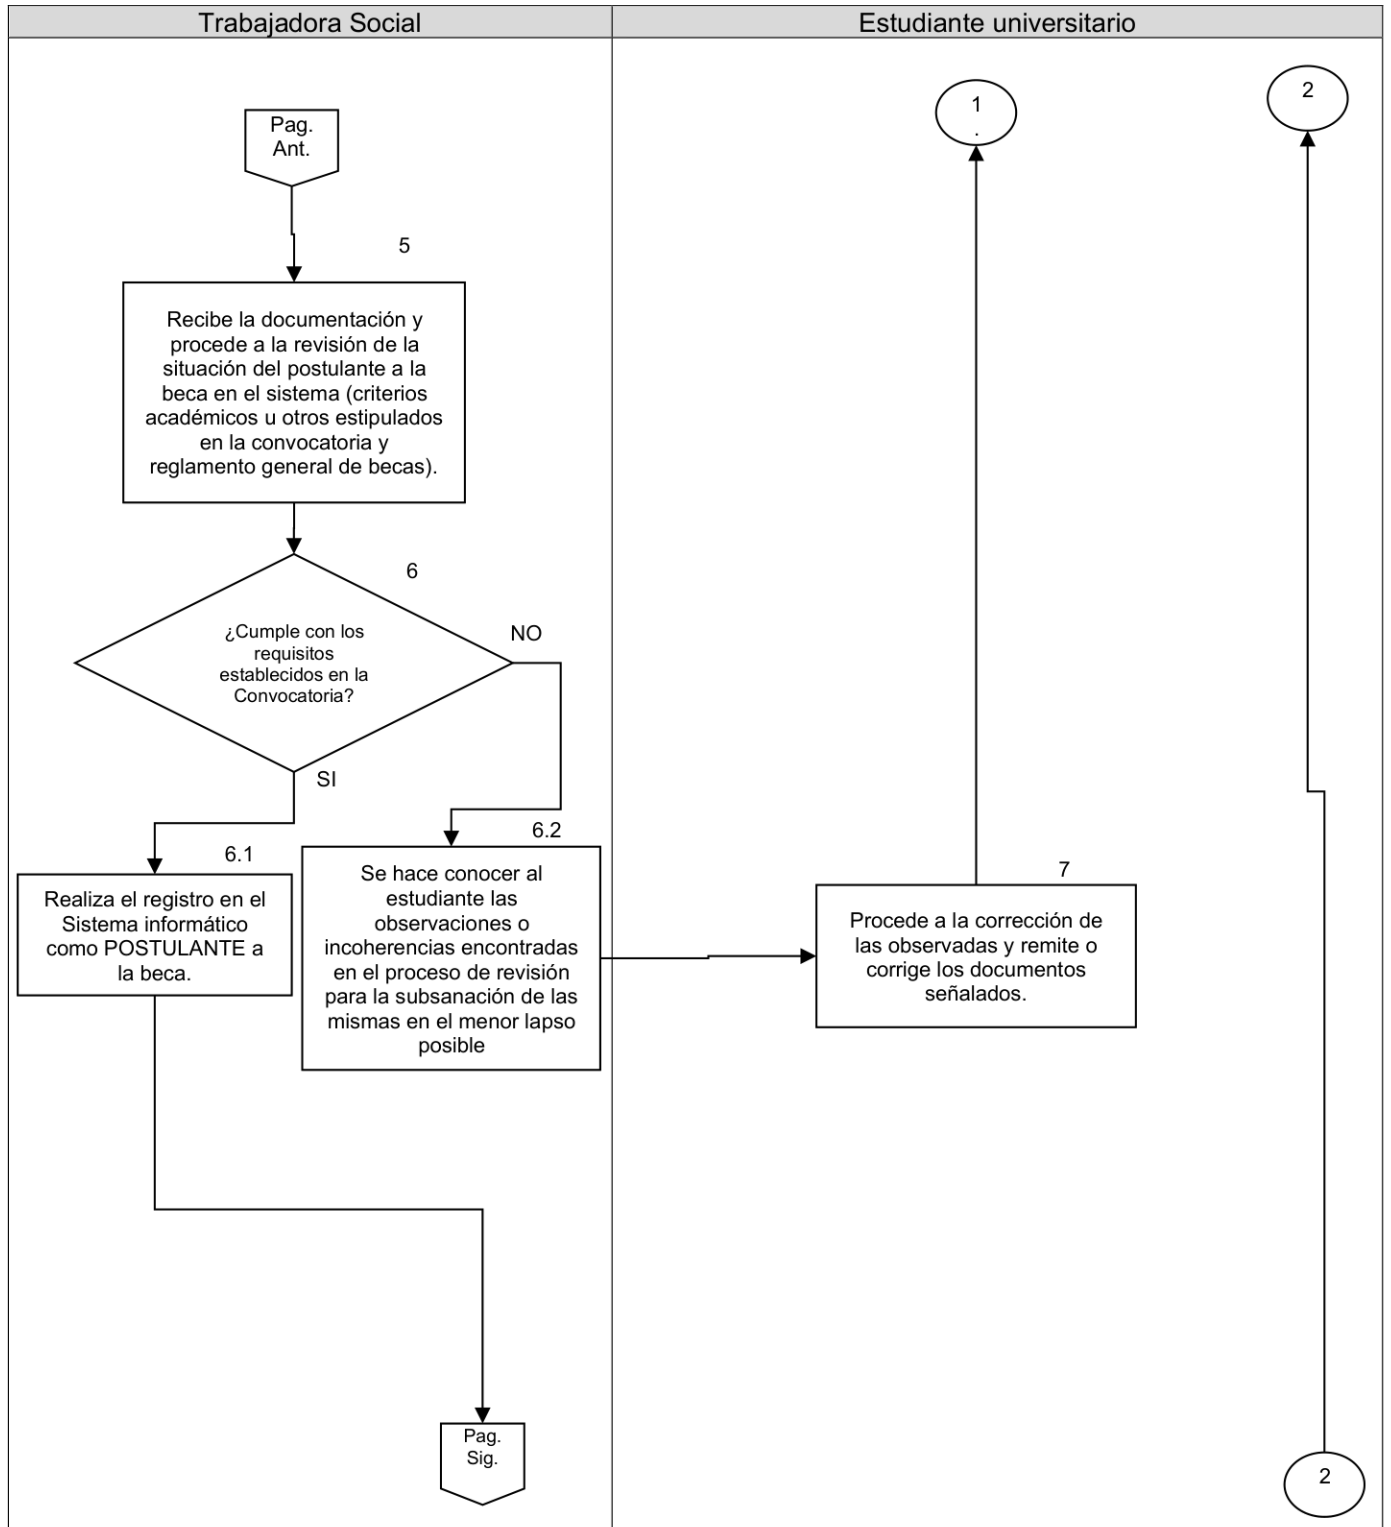 Trabajadora Social
Estudiante universitario
Pag.
Ant.
1
.
2
5
Recibe la documentación y
procede a la revisión de la
situación del postulante a la
beca en el sistema (criterios
académicos u otros estipulados
en la convocatoria y
reglamento general de becas).
6
¿Cumple con los
requisitos
establecidos en la
Convocatoria?
NO
SI
6.1
Realiza el registro en el
Sistema informático
como POSTULANTE a
la beca.
6.2
Se hace conocer al
estudiante las
observaciones o
incoherencias encontradas
en el proceso de revisión
para la subsanación de las
mismas en el menor lapso
posible
7
Procede a la corrección de
las observadas y remite o
corrige los documentos
señalados.
Pag.
Sig.
2